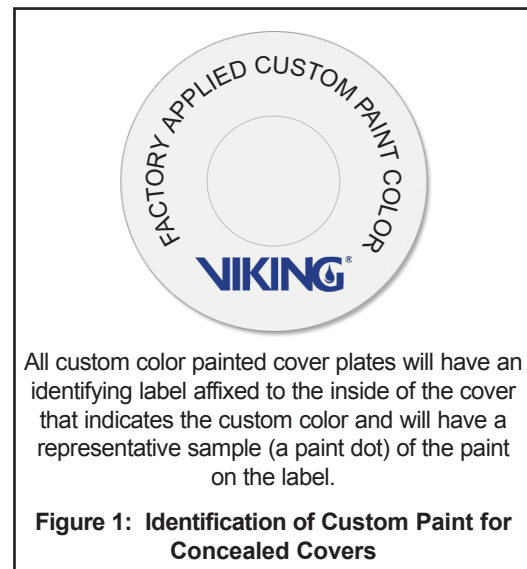 FACTORY APPLIED CUSTOM PAINT COLOR
VIKING®
All custom color painted cover plates will have an
identifying label affixed to the inside of the cover
that indicates the custom color and will have a
representative sample (a paint dot) of the paint
on the label.
Figure 1: Identification of Custom Paint for
Concealed Covers